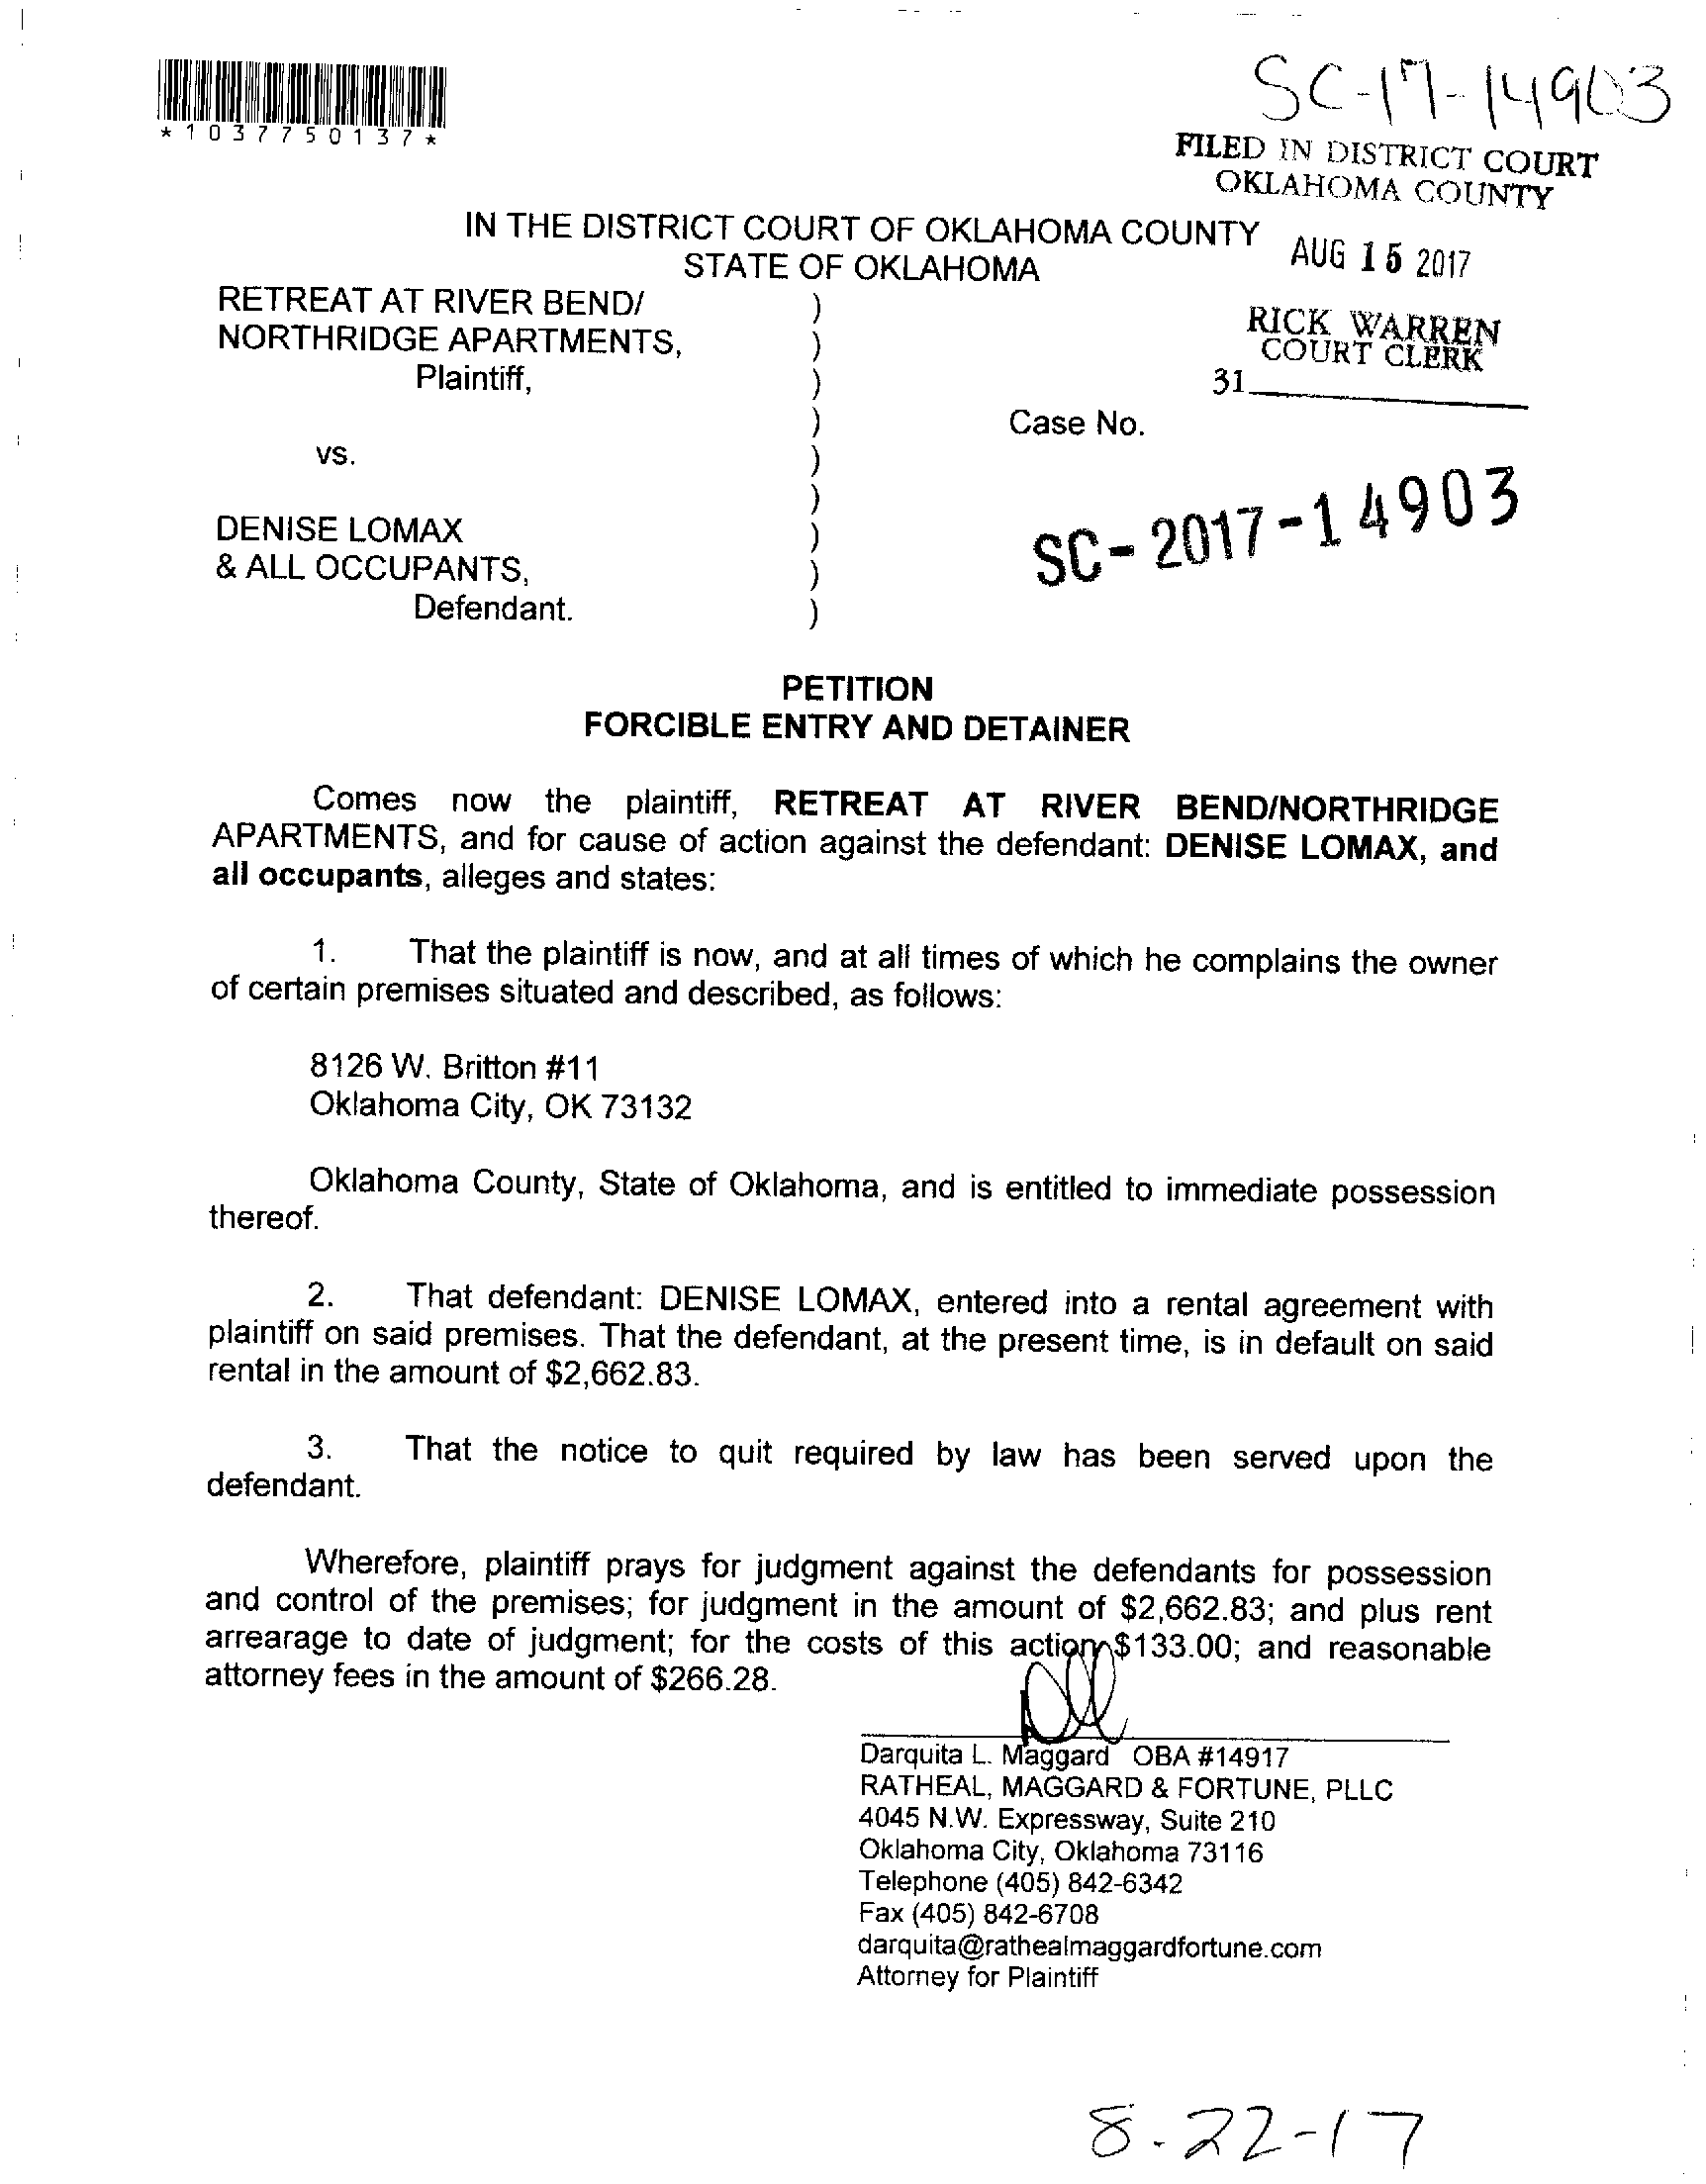 SC-17-14903
*1037750137*
FILED IN DISTRICT COURT
OKLAHOMA COUNTY
IN THE DISTRICT COURT OF OKLAHOMA COUNTY
STATE OF OKLAHOMA
AUG 15 2017
RETREAT AT RIVER BEND/ )
NORTHRIDGE APARTMENTS, )
Plaintiff, )
RICK WARREN
COURT CLERK
31
) Case No.
vs. )
)
DENISE LOMAX )
SC-2017-14903
& ALL OCCUPANTS, )
Defendant. )
PETITION
FORCIBLE ENTRY AND DETAINER
Comes now the plaintiff, RETREAT AT RIVER BEND/NORTHRIDGE
APARTMENTS, and for cause of action against the defendant: DENISE LOMAX, and
all occupants, alleges and states:
1. That the plaintiff is now, and at all times of which he complains the owner
of certain premises situated and described, as follows:
8126 W. Britton #11
Oklahoma City, OK 73132
Oklahoma County, State of Oklahoma, and is entitled to immediate possession
thereof.
2. That defendant: DENISE LOMAX, entered into a rental agreement with
plaintiff on said premises. That the defendant, at the present time, is in default on said
rental in the amount of $2,662.83.
3. That the notice to quit required by law has been served upon the
defendant.
Wherefore, plaintiff prays for judgment against the defendants for possession
and control of the premises; for judgment in the amount of $2,662.83; and plus rent
arrearage to date of judgment; for the costs of this action $133.00; and reasonable
attorney fees in the amount of $266.28.
Darquita L. Maggard OBA #14917
RATHEAL, MAGGARD & FORTUNE, PLLC
4045 N.W. Expressway, Suite 210
Oklahoma City, Oklahoma 73116
Telephone (405) 842-6342
Fax (405) 842-6708
darquita@rathealmaggardfortune.com
Attorney for Plaintiff
8-22-17